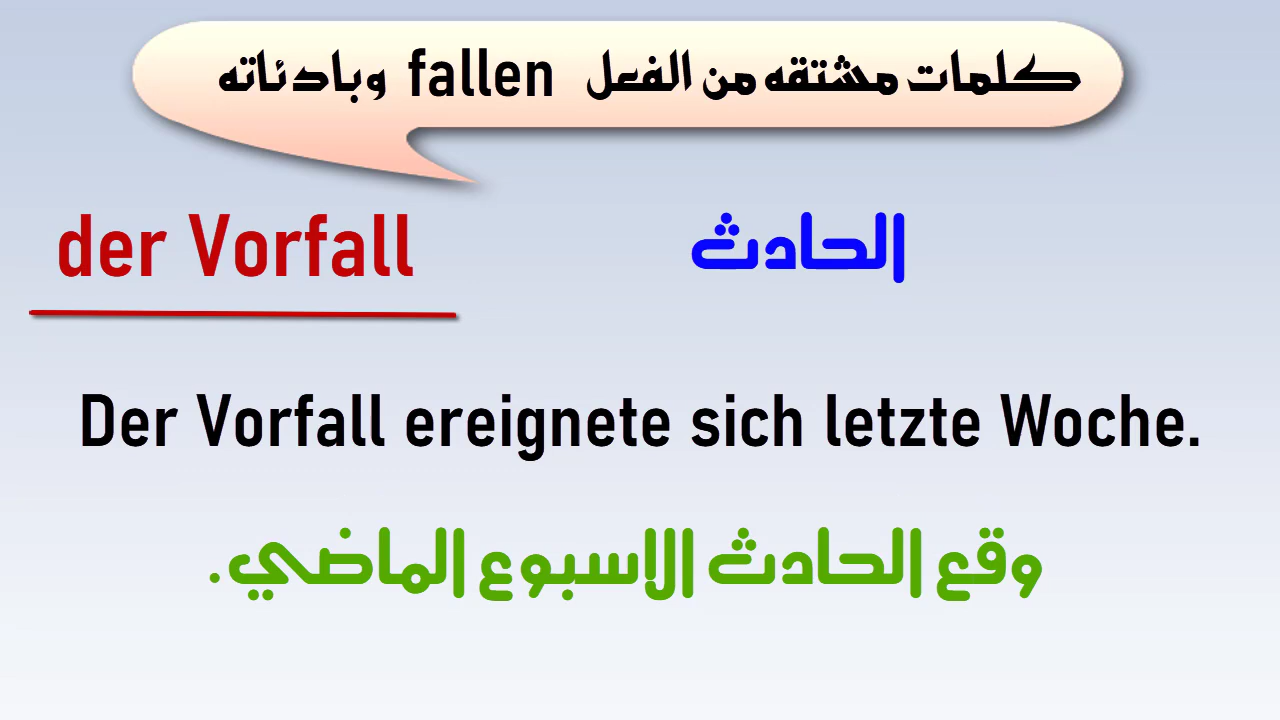 كلمات مشتقه من الفعل fallen وبادئاته
der Vorfall
الحادث
Der Vorfall ereignete sich letzte Woche.
وقع الحادث الاسبوع الماضي.